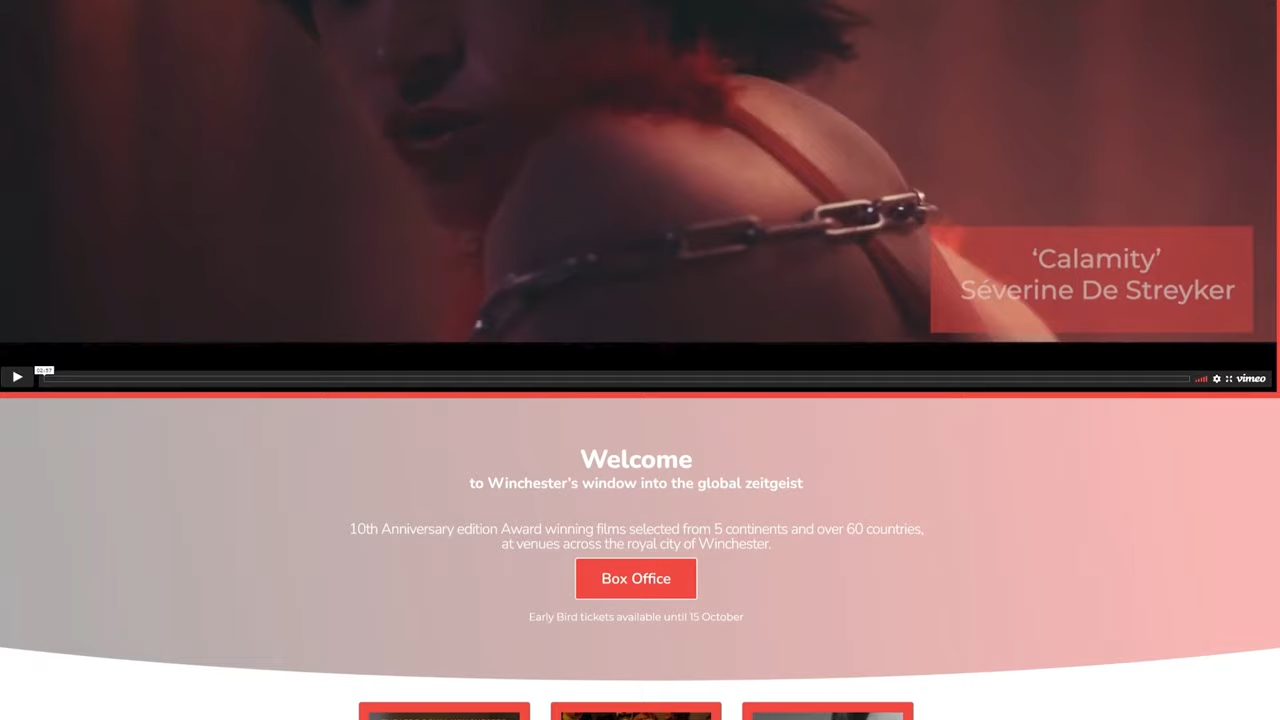 ‘Calamity’
Séverine De Streyker
02:57
vimeo
Welcome
to Winchester's window into the global zeitgeist
10th Anniversary edition Award winning films selected from 5 continents and over 60 countries,
at venues across the royal city of Winchester.
Box Office
Early Bird tickets available until 15 October